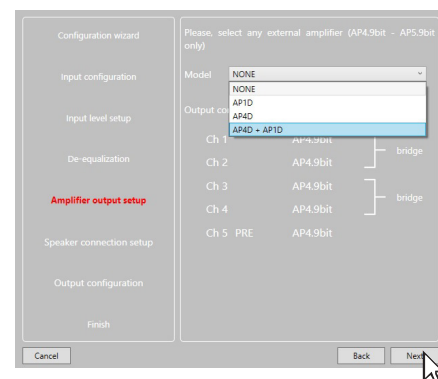 Configuration wizard
Input configuration
Input level setup
De-equalization
Amplifier output setup
Speaker connection setup
Output configuration
Finish
Please, select any external amplifier (AP4.9bit - AP5.9bit only)
Model NONE
NONE
AP1D
AP4D
AP4D + AP1D
Output co
Ch 1 AP4.9bit
bridge
Ch 2 AP4.9bit
Ch 3 AP4.9bit
bridge
Ch 4 AP4.9bit
Ch 5 PRE AP4.9bit
Cancel
Back
Next